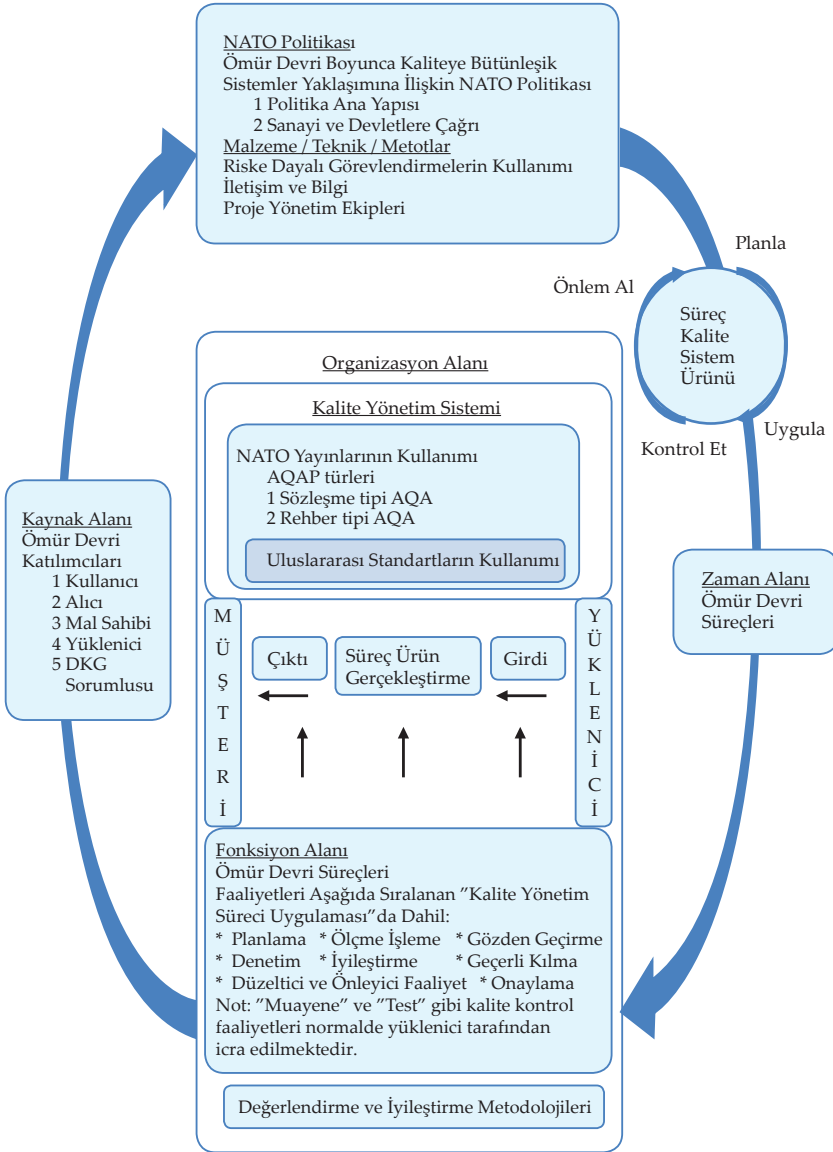 NATO Politikası
Ömür Devri Boyunca Kaliteye Bütünleşik
Sistemler Yaklaşımına İlişkin NATO Politikası
1 Politika Ana Yapısı
2 Sanayi ve Devletlere Çağrı
Malzeme / Teknik / Metotlar
Riske Dayalı Görevlendirmelerin Kullanımı
İletişim ve Bilgi
Proje Yönetim Ekipleri
Planla
Önlem Al
Süreç
Kalite
Sistem
Ürünü
Uygula
Kontrol Et
Organizasyon Alanı
Kalite Yönetim Sistemi
NATO Yayınlarının Kullanımı
AQAP türleri
1 Sözleşme tipi AQA
2 Rehber tipi AQA
Uluslararası Standartların Kullanımı
Kaynak Alanı
Ömür Devri
Katılımcıları
1 Kullanıcı
2 Alıcı
3 Mal Sahibi
4 Yüklenici
5 DKG
Sorumlusu
Zaman Alanı
Ömür Devri
Süreçleri
M
Ü
Ş
T
E
R
İ
Çıktı
Süreç Ürün
Gerçekleştirme
Girdi
Y
Ü
K
L
E
N
İ
C
İ
Fonksiyon Alanı
Ömür Devri Süreçleri
Faaliyetleri Aşağıda Sıralanan ”Kalite Yönetim
Süreci Uygulaması”da Dahil:
* Planlama * Ölçme İşleme * Gözden Geçirme
* Denetim * İyileştirme * Geçerli Kılma
* Düzeltici ve Önleyici Faaliyet * Onaylama
Not: ”Muayene” ve ”Test” gibi kalite kontrol
faaliyetleri normalde yüklenici tarafından
icra edilmektedir.
Değerlendirme ve İyileştirme Metodolojileri